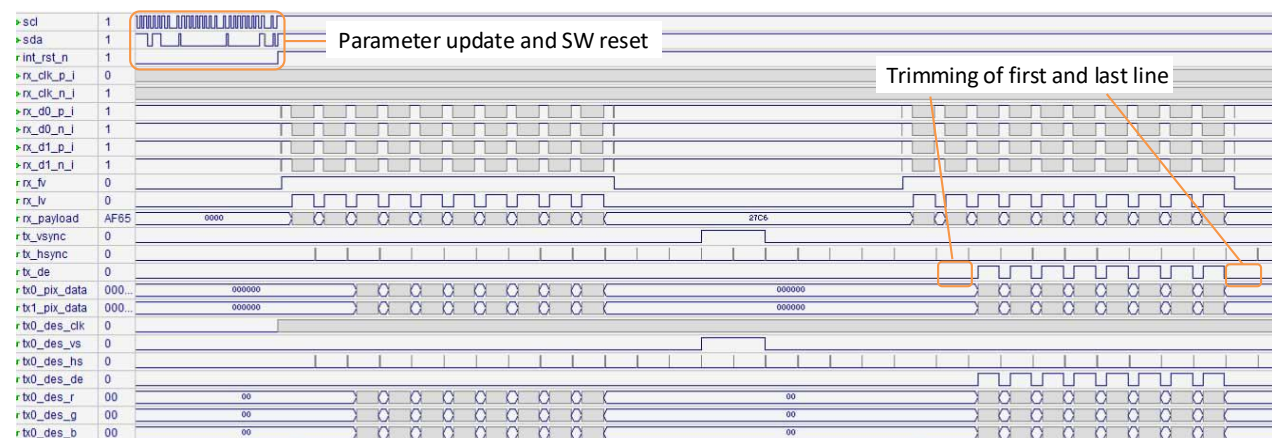 scl 1
sda 1 Parameter update and SW reset
int_rst_n 1
rx_clk_p_i 0 Trimming of first and last line
rx_clk_n_i 1
rx_d0_p_i 1
rx_d0_n_i 1
rx_d1_p_i 1
rx_d1_n_i 1
rx_fv 0
rx_lv 0
rx_payload AF65 0000 27C6
tx_vsync 0
tx_hsync 0
tx_de 0
tx0_pix_data 000... 000000 000000
tx1_pix_data 000... 000000 000000
tx0_des_clk 0
tx0_des_vs 0
tx0_des_hs 0
tx0_des_de 0
tx0_des_r 00 00 00
tx0_des_g 00 00 00
tx0_des_b 00 00 00